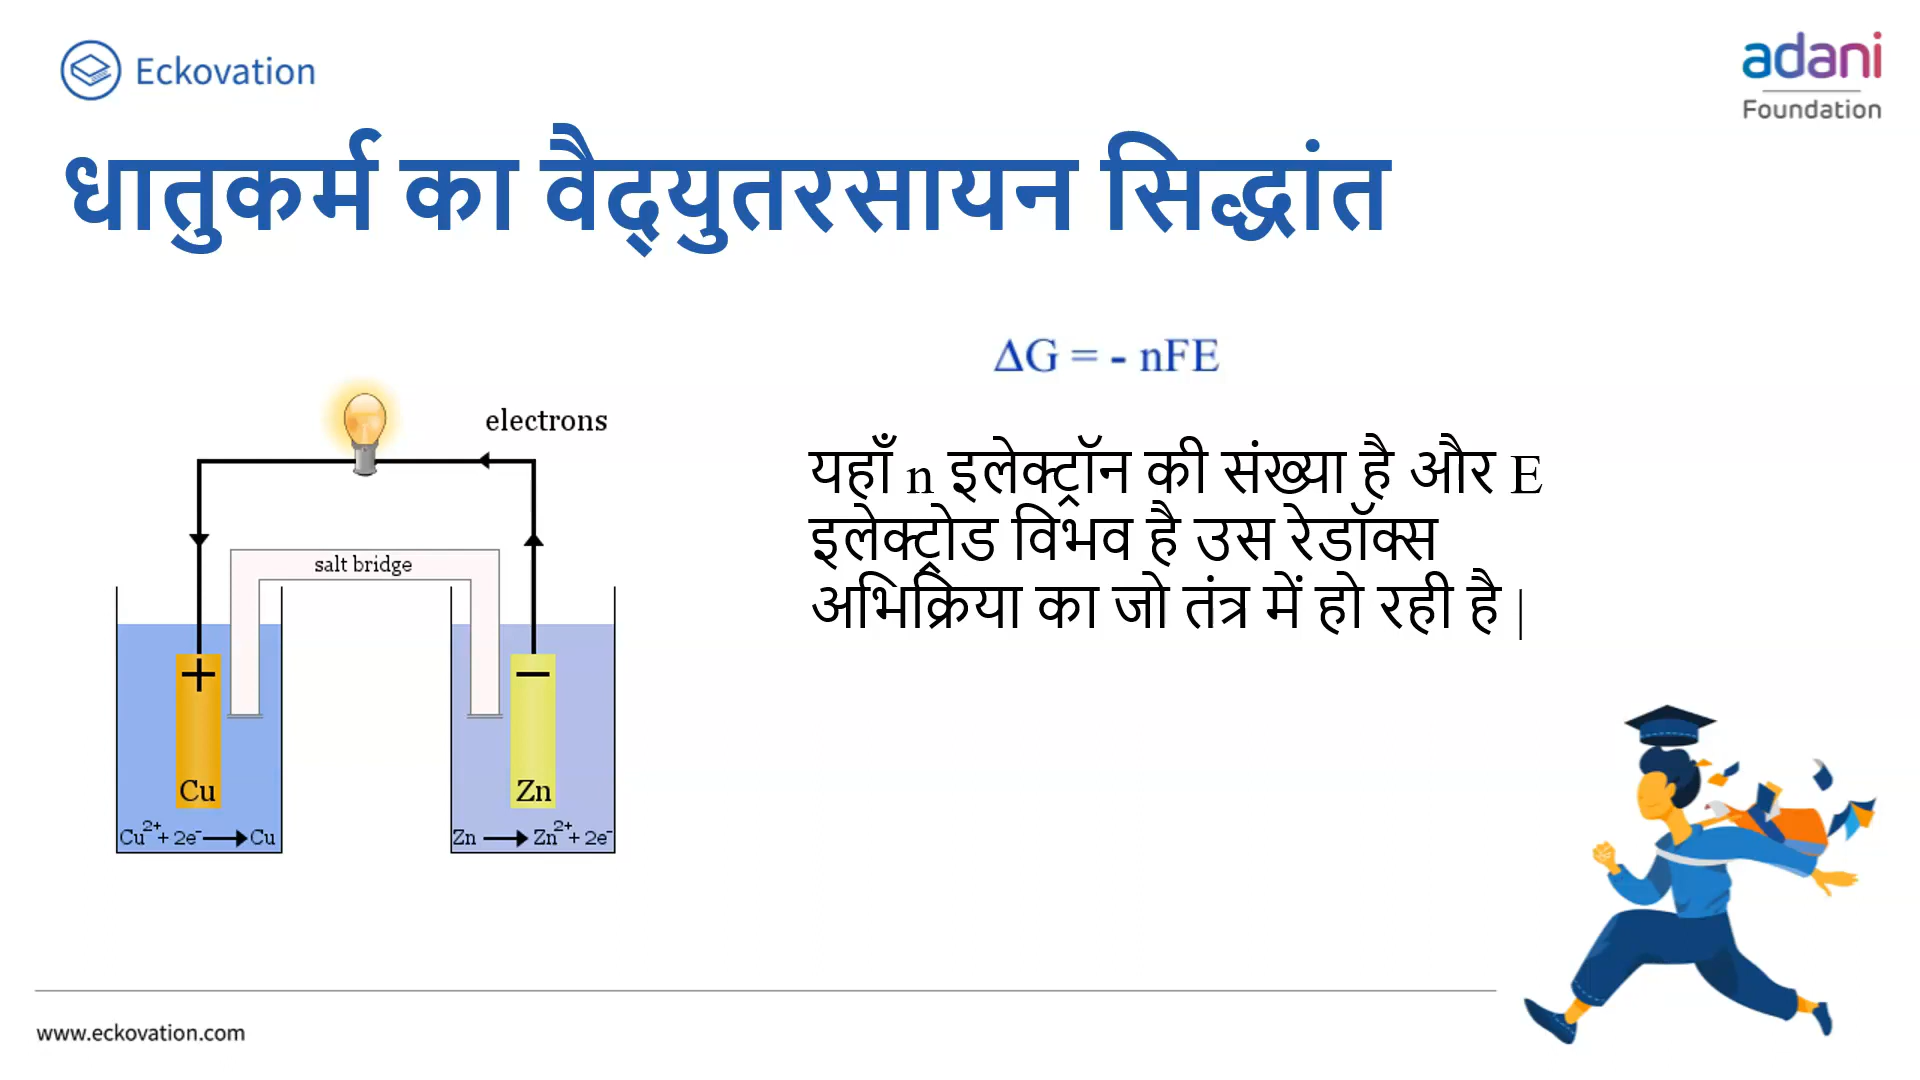 Eckovation
adani
Foundation
धातुकर्म का वैद्युतरसायन सिद्धांत
ΔG = - nFE
electrons
यहाँ n इलेक्ट्रॉन की संख्या है और E
इलेक्ट्रोड विभव है उस रेडॉक्स
अभिक्रिया का जो तंत्र में हो रही है |
salt bridge
+
−
Cu
Zn
Cu²⁺ + 2e⁻ → Cu
Zn → Zn²⁺ + 2e⁻
www.eckovation.com